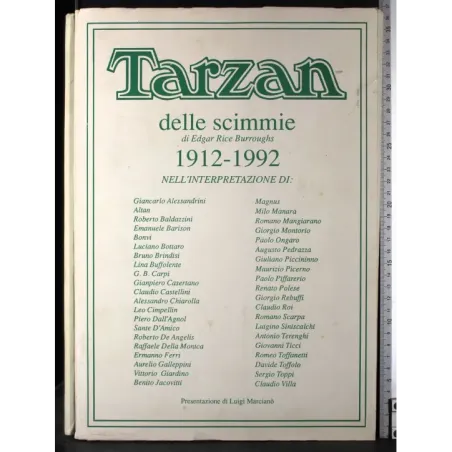 Tarzan
delle scimmie
di Edgar Rice Burroughs
1912-1992
NELL'INTERPRETAZIONE DI:
Giancarlo Alessandrini
Altan
Roberto Baldazzini
Emanuele Barison
Bonvi
Luciano Bottaro
Bruno Brindisi
Lina Buffolente
G. B. Carpi
Gianpiero Casertano
Claudio Castellini
Alessandro Chiarolla
Leo Cimpellin
Piero Dall'Agnol
Sante D'Amico
Roberto De Angelis
Raffaele Della Monica
Ermanno Ferri
Aurelio Galleppini
Vittorio Giardino
Benito Jacovitti
Magnus
Milo Manara
Romano Mangiarano
Giorgio Montorio
Paolo Ongaro
Augusto Pedrazza
Giuliano Piccininno
Maurizio Picerno
Paolo Piffarerio
Renato Polese
Giorgio Rebuffi
Claudio Roi
Romano Scarpa
Luigino Siniscalchi
Antonio Terenghi
Giovanni Ticci
Romeo Toffanetti
Davide Toffolo
Sergio Toppi
Claudio Villa
Presentazione di Luigi Marcianò